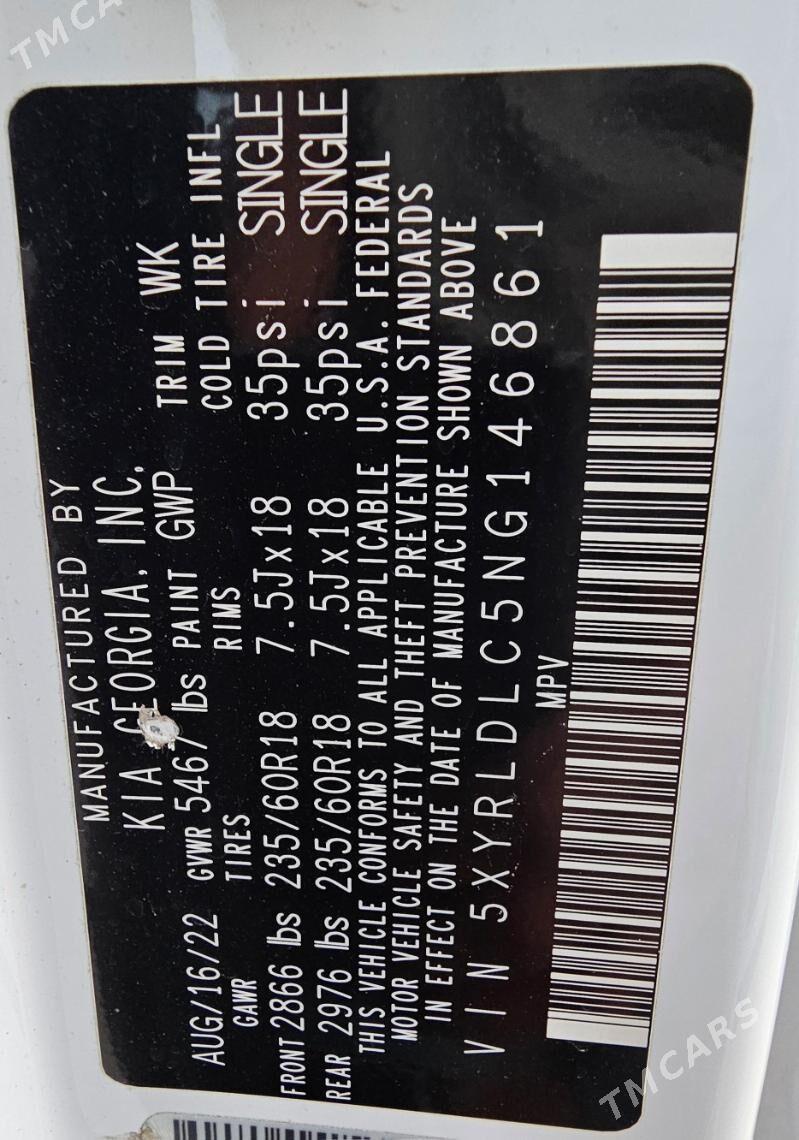 MANUFACTURED BY
KIA GEORGIA, INC.
AUG/16/22 GVWR 5467 lbs PAINT GWP TRIM WK
GAWR TIRES RIMS COLD TIRE INFL
FRONT 2866 lbs 235/60R18 7.5Jx18 35psi SINGLE
REAR 2976 lbs 235/60R18 7.5Jx18 35psi SINGLE
THIS VEHICLE CONFORMS TO ALL APPLICABLE U.S.A. FEDERAL
MOTOR VEHICLE SAFETY AND THEFT PREVENTION STANDARDS
IN EFFECT ON THE DATE OF MANUFACTURE SHOWN ABOVE
VIN 5XYRLDLC5NG146861
MPV
TMCARS
TMCARS